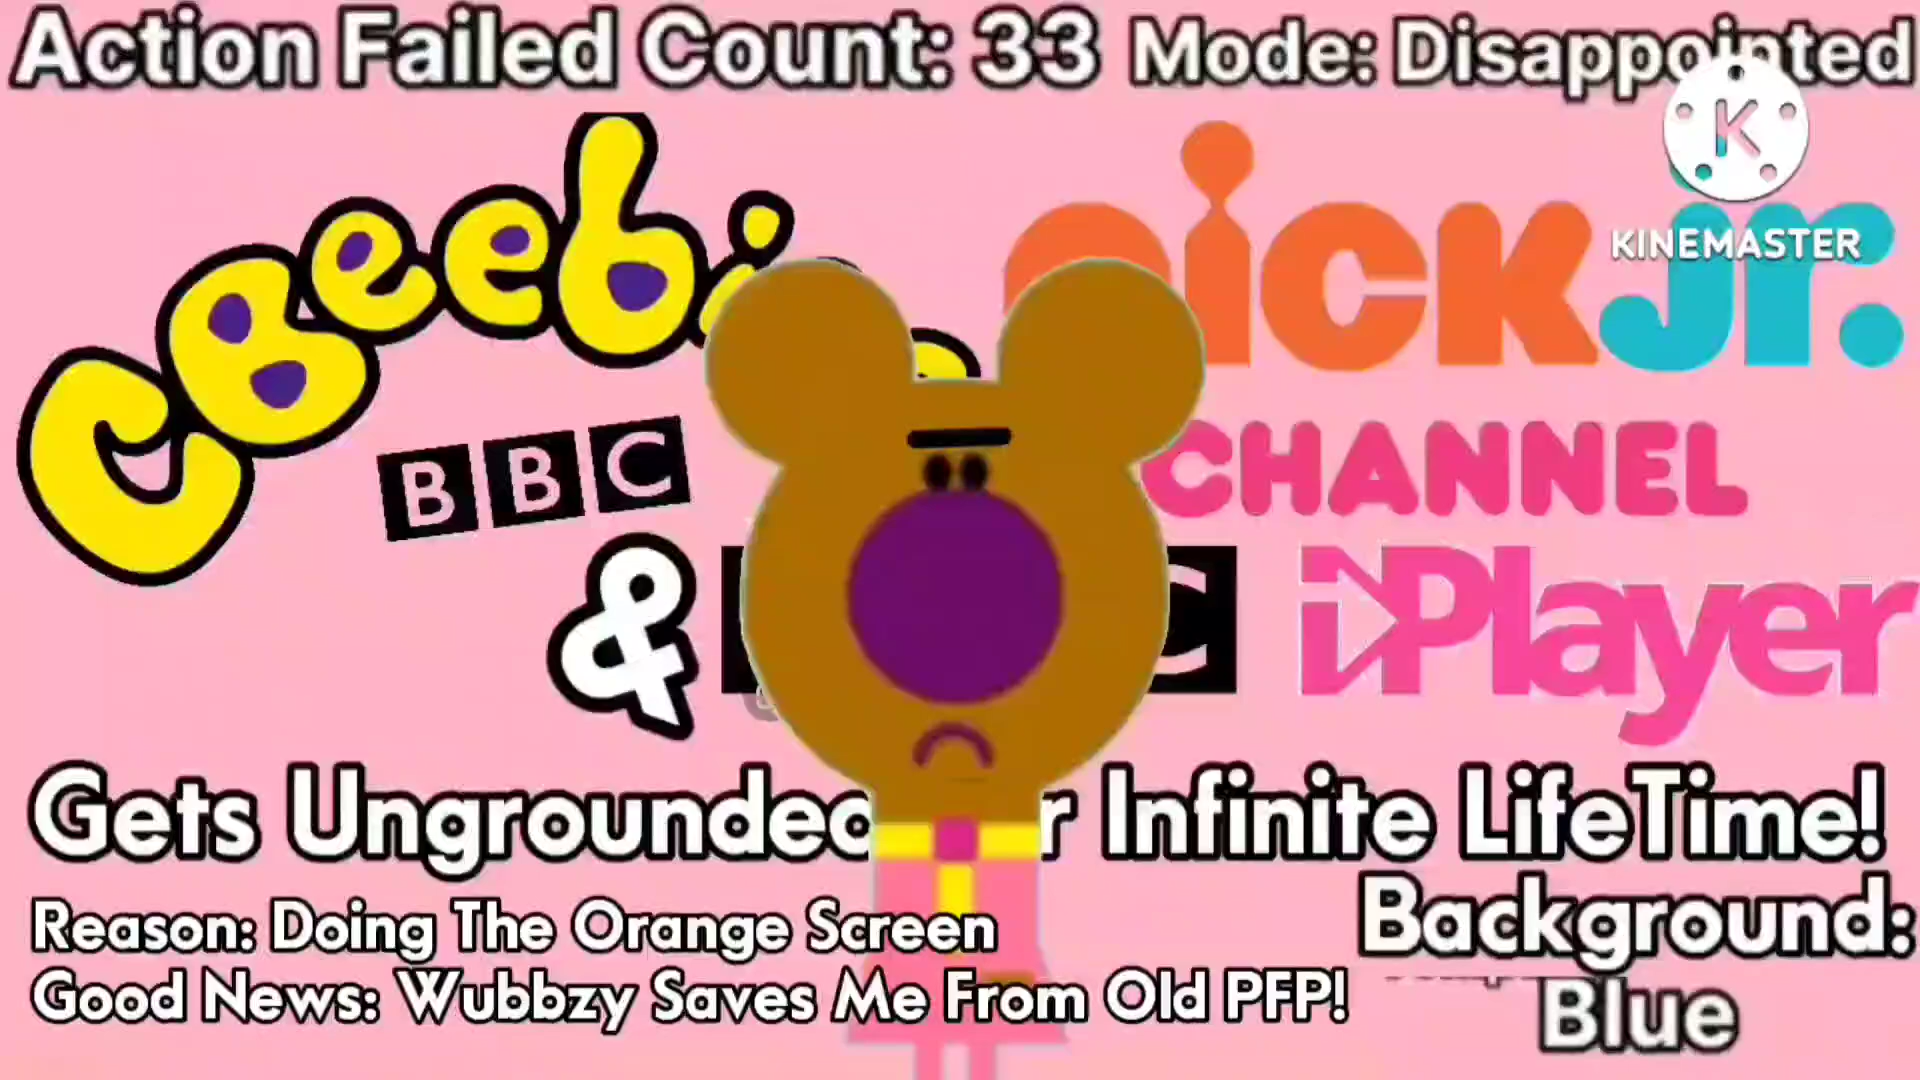 Action Failed Count: 33 Mode: Disappointed
K
KINEMASTER
CBeebi
nick jr.
BBC
CHANNEL
& C iPlayer
Gets Ungrounded r Infinite LifeTime!
Reason: Doing The Orange Screen
Background:
Good News: Wubbzy Saves Me From Old PFP!
Blue